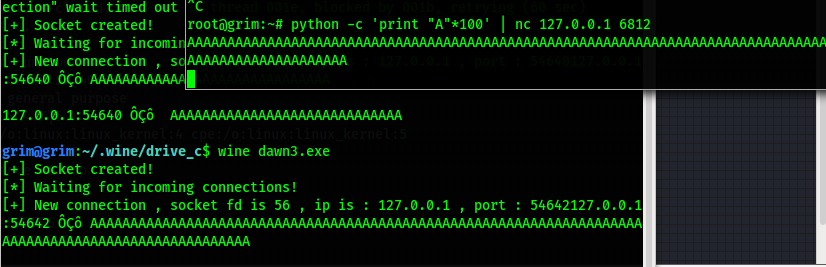 ection" wait timed out
[+] Socket created!
[*] Waiting for incoming
[+] New connection , so
:54640 ÔÇô AAAAAAAAAAAA
^C
root@grim:~# python -c 'print "A"*100' | nc 127.0.0.1 6812
AAAAAAAAAAAAAAAAAAAAAAAAAAAAAAAAAAAAAAAAAAAAAAAAAAAAAAAAAAAAAAAAAAAAAAAAAAAAAAAA
AAAAAAAAAAAAAAAAAAAA
127.0.0.1:54640 ÔÇô  AAAAAAAAAAAAAAAAAAAAAAAAAAAAA
grim@grim:~/.wine/drive_c$ wine dawn3.exe
[+] Socket created!
[*] Waiting for incoming connections!
[+] New connection , socket fd is 56 , ip is : 127.0.0.1 , port : 54642127.0.0.1
:54642 ÔÇô AAAAAAAAAAAAAAAAAAAAAAAAAAAAAAAAAAAAAAAAAAAAAAAAAAAAAAAAAAAAAAAAAAAAA
AAAAAAAAAAAAAAAAAAAAAAAAAAAAAAA